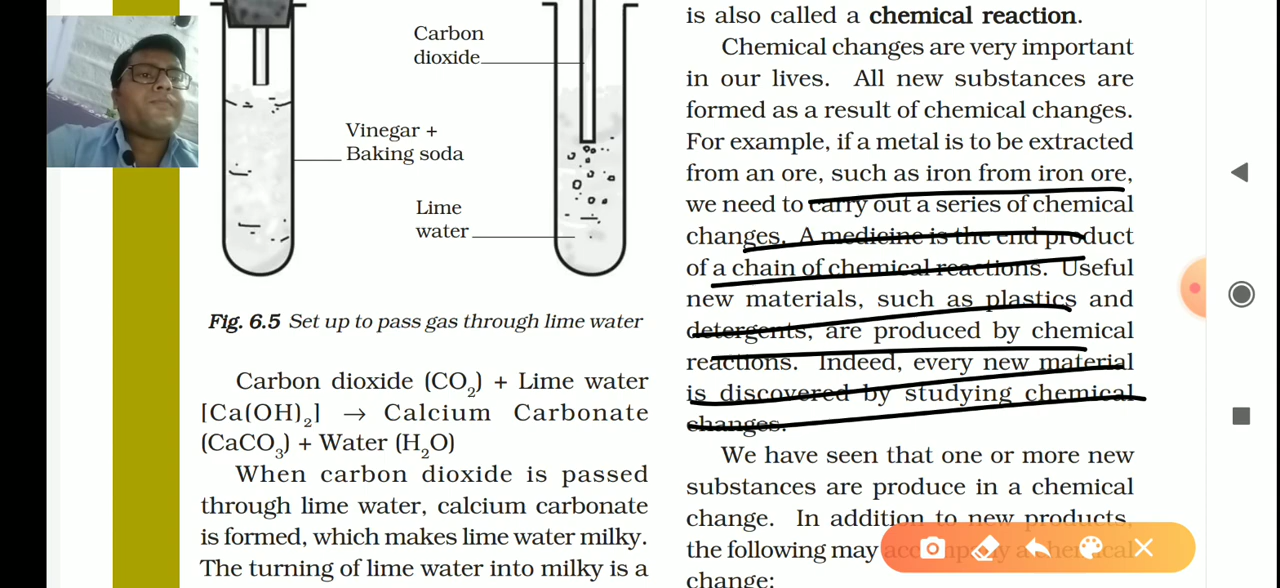 Carbon
dioxide
Vinegar +
Baking soda
Lime
water
Fig. 6.5 Set up to pass gas through lime water
Carbon dioxide (CO₂) + Lime water
[Ca(OH)₂] → Calcium Carbonate
(CaCO₃) + Water (H₂O)
When carbon dioxide is passed
through lime water, calcium carbonate
is formed, which makes lime water milky.
The turning of lime water into milky is a
is also called a chemical reaction.
Chemical changes are very important
in our lives. All new substances are
formed as a result of chemical changes.
For example, if a metal is to be extracted
from an ore, such as iron from iron ore,
we need to carry out a series of chemical
changes. A medicine is the end product
of a chain of chemical reactions. Useful
new materials, such as plastics and
detergents, are produced by chemical
reactions. Indeed, every new material
is discovered by studying chemical
changes.
We have seen that one or more new
substances are produce in a chemical
change. In addition to new products,
the following may accompany a chemical
change: